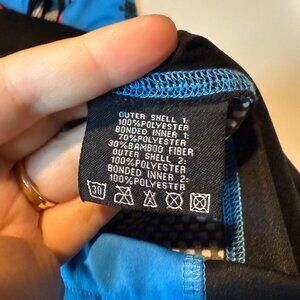 OUTER SHELL 1:
100%POLYESTER
BONDED INNER 1:
70%POLYESTER
30%BAMBOO FIBER
OUTER SHELL 2:
100%POLYESTER
BONDED INNER 2:
100%POLYESTER
30